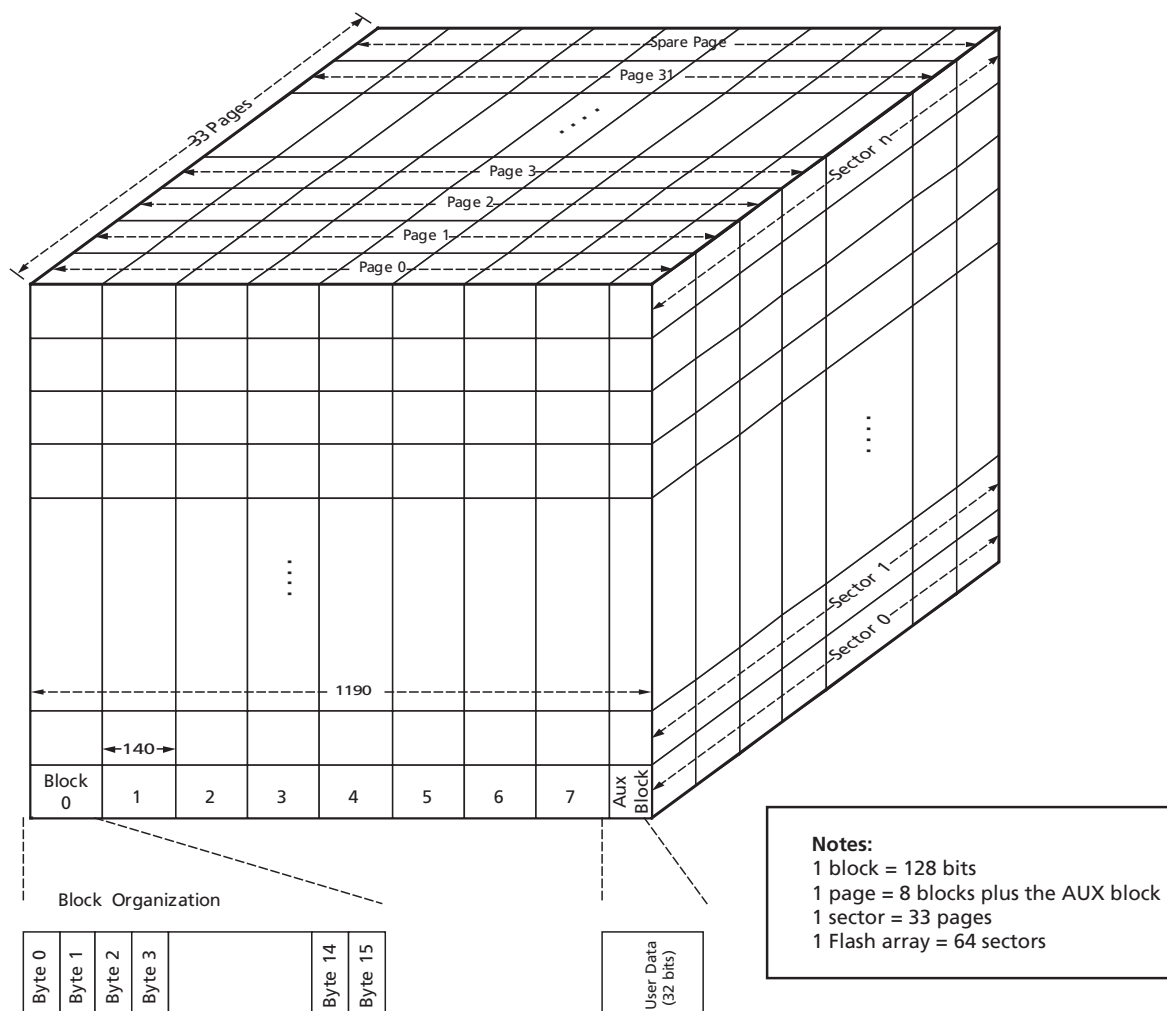 Spare Page
Page 31
33 Pages
. . . .
Page 3
Page 2
Page 1
Page 0
Sector n
. . . .
. . . .
Sector 1
Sector 0
1190
140
Block
0
1
2
3
4
5
6
7
Aux
Block
Block Organization
Byte 0
Byte 1
Byte 2
Byte 3
Byte 14
Byte 15
User Data
(32 bits)
Notes:
1 block = 128 bits
1 page = 8 blocks plus the AUX block
1 sector = 33 pages
1 Flash array = 64 sectors